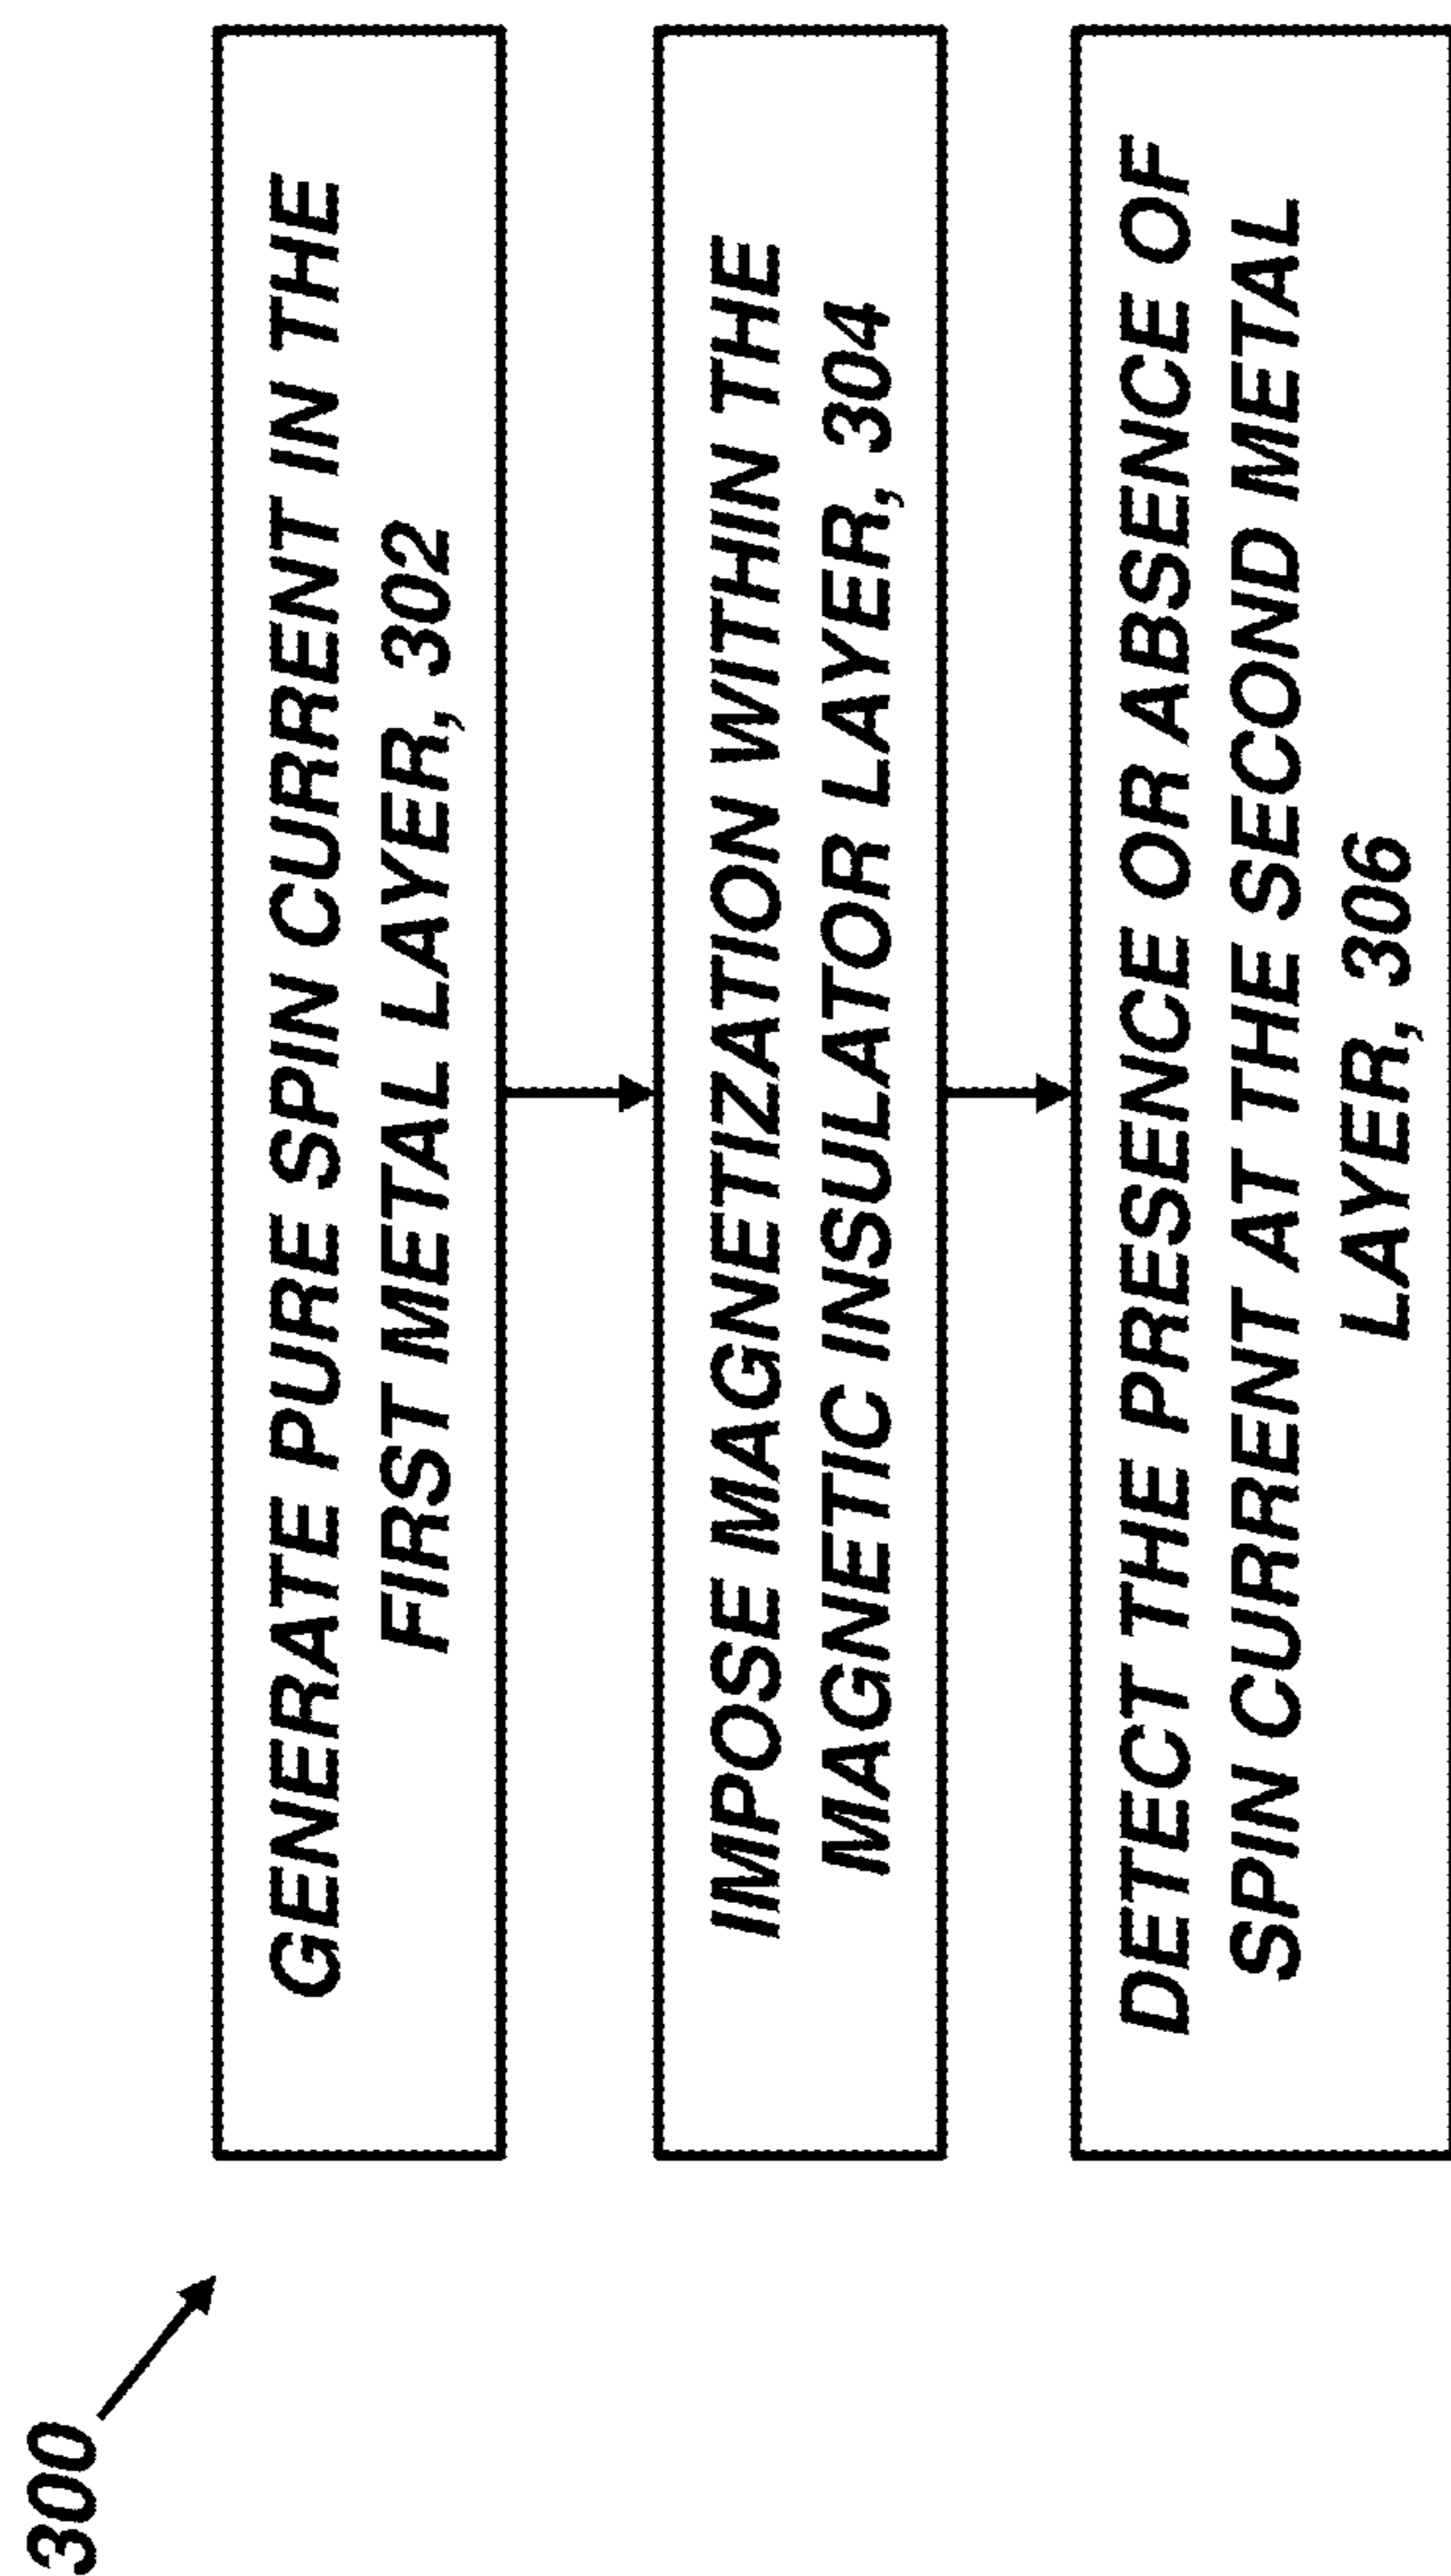 300
GENERATE PURE SPIN CURRENT IN THE
FIRST METAL LAYER, 302
IMPOSE MAGNETIZATION WITHIN THE
MAGNETIC INSULATOR LAYER, 304
DETECT THE PRESENCE OR ABSENCE OF
SPIN CURRENT AT THE SECOND METAL
LAYER, 306